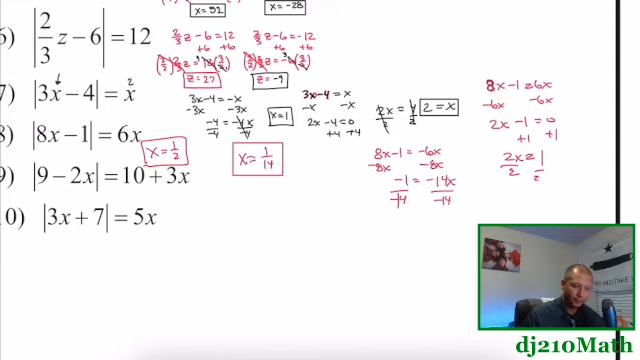 x=52
x=-28
6) |2/3 z - 6| = 12
2/3 z - 6 = 12
+6 +6
z = 27
2/3 z - 6 = -12
+6 +6
z = -9
7) |3x - 4| = x
3x-4 = -x
-3x -3x
-4/-4 = -4x/-4
x=1
3x-4 = x
-x -x
2x-4=0
+4 +4
2x/2 = 4/2
2 = x
8) |8x - 1| = 6x
8x-1=6x
-6x -6x
2x-1=0
+1 +1
2x/2 = 1/2
x=1/2
8x-1 = -6x
-8x -8x
-1/-14 = -14x/-14
x=1/14
9) |9 - 2x| = 10 + 3x
10) |3x + 7| = 5x
dj210Math